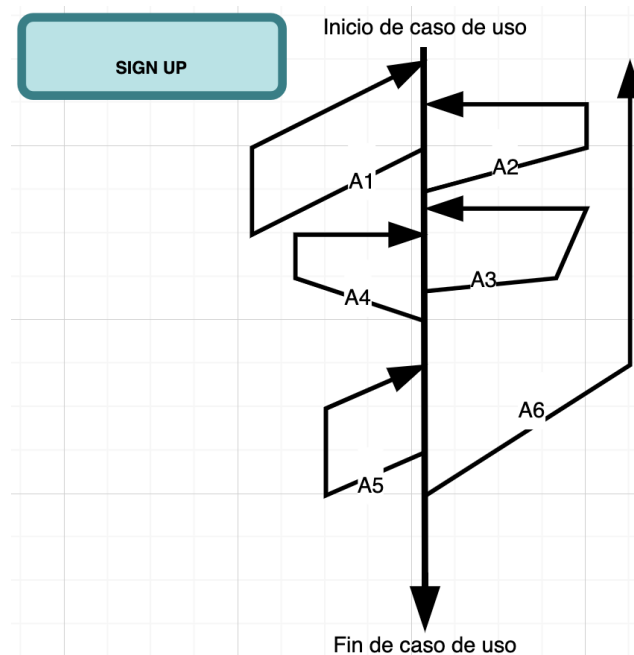 Inicio de caso de uso
SIGN UP
A2
A1
A3
A4
A6
A5
Fin de caso de uso